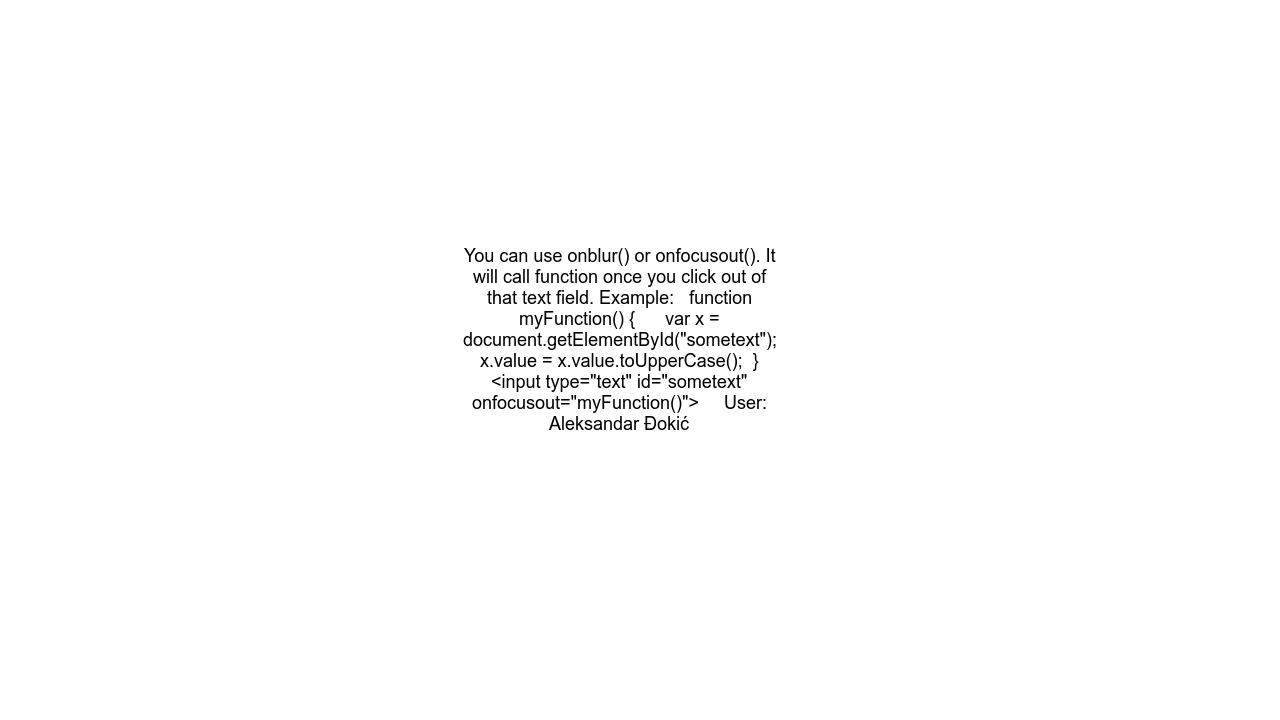 You can use onblur() or onfocusout(). It
will call function once you click out of
that text field. Example:   function
myFunction() {      var x =
document.getElementById("sometext");
x.value = x.value.toUpperCase();  }
<input type="text" id="sometext"
onfocusout="myFunction()">     User:
Aleksandar Đokić